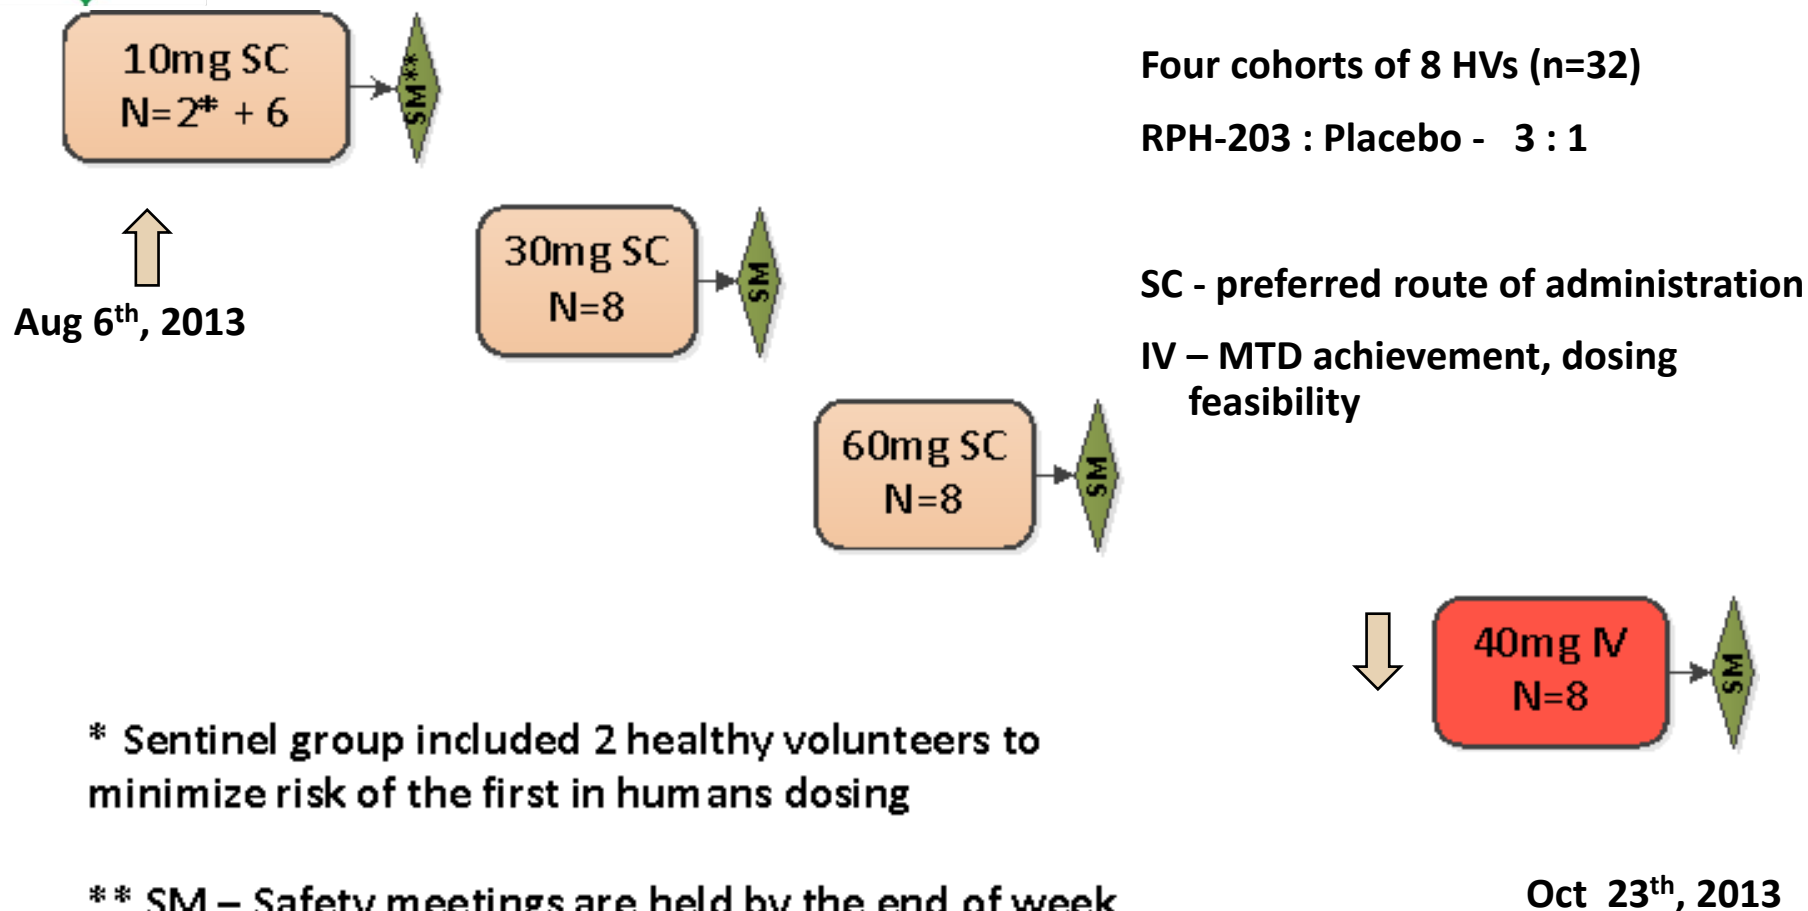 10mg SC
N=2* + 6
SM**
Four cohorts of 8 HVs (n=32)
RPH-203 : Placebo - 3 : 1
Aug 6th, 2013
30mg SC
N=8
SM
SC - preferred route of administration
IV – MTD achievement, dosing
feasibility
60mg SC
N=8
SM
40mg IV
N=8
SM
* Sentinel group included 2 healthy volunteers to
minimize risk of the first in humans dosing
** SM – Safety meetings are held by the end of week
Oct 23th, 2013